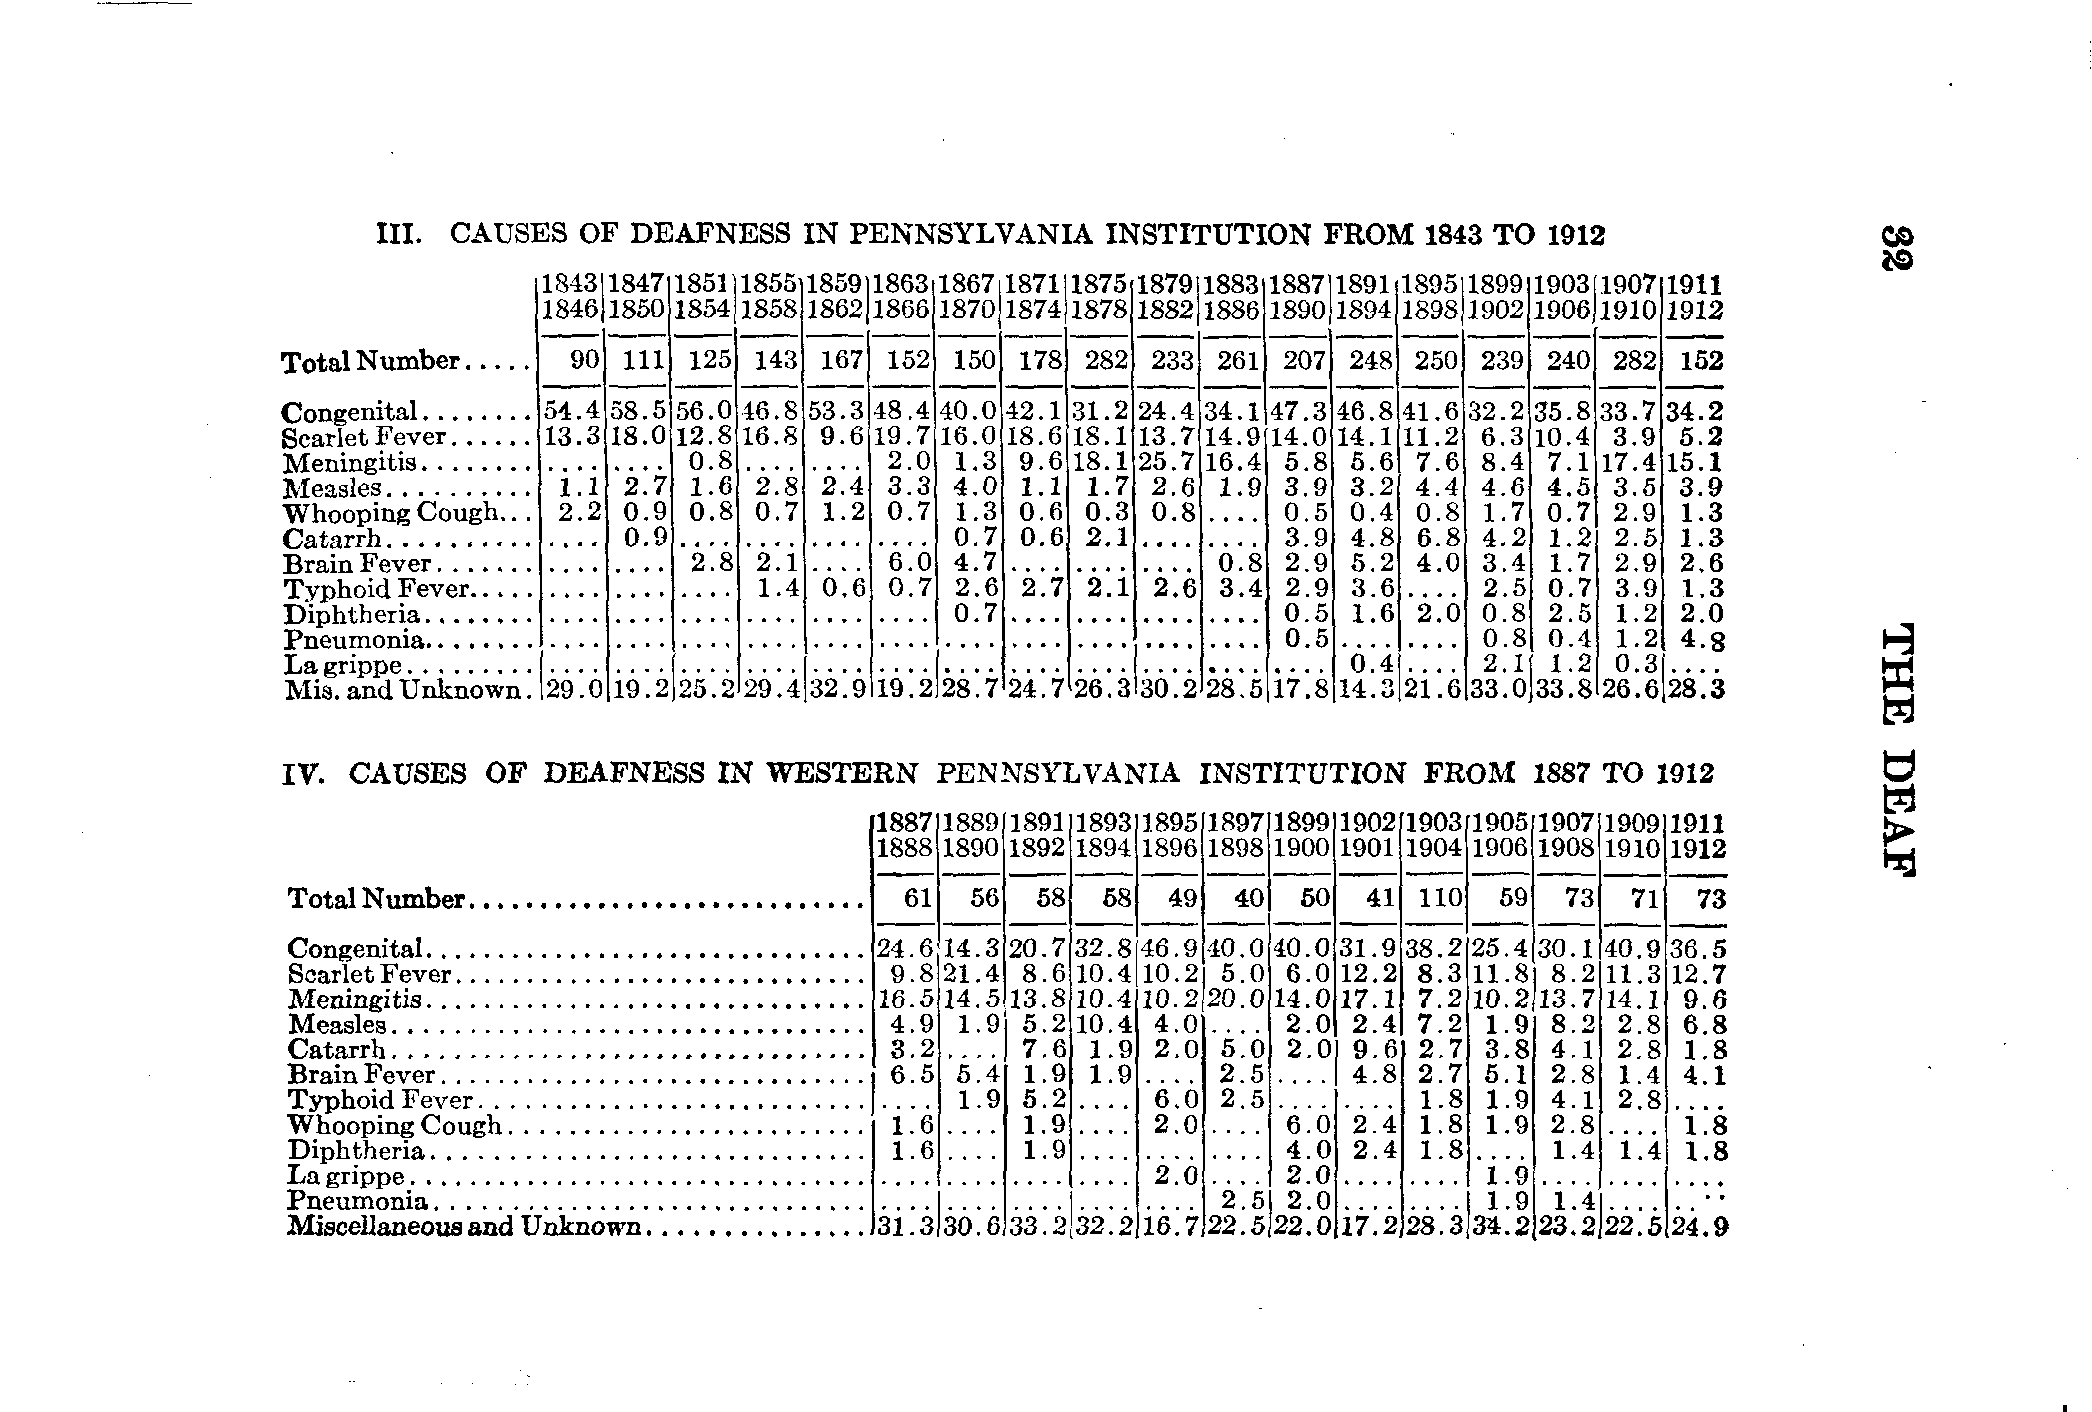 32 THE DEAF
III. CAUSES OF DEAFNESS IN PENNSYLVANIA INSTITUTION FROM 1843 TO 1912
1843 1847 1851 1855 1859 1863 1867 1871 1875 1879 1883 1887 1891 1895 1899 1903 1907 1911
1846 1850 1854 1858 1862 1866 1870 1874 1878 1882 1886 1890 1894 1898 1902 1906 1910 1912
Total Number..... 90 111 125 143 167 152 150 178 282 233 261 207 248 250 239 240 282 152
Congenital........ 54.4 58.5 56.0 46.8 53.3 48.4 40.0 42.1 31.2 24.4 34.1 47.3 46.8 41.6 32.2 35.8 33.7 34.2
Scarlet Fever...... 13.3 18.0 12.8 16.8 9.6 19.7 16.0 18.6 18.1 13.7 14.9 14.0 14.1 11.2 6.3 10.4 3.9 5.2
Meningitis........ .... .... 0.8 .... .... 2.0 1.3 9.6 18.1 25.7 16.4 5.8 5.6 7.6 8.4 7.1 17.4 15.1
Measles.......... 1.1 2.7 1.6 2.8 2.4 3.3 4.0 1.1 1.7 2.6 1.9 3.9 3.2 4.4 4.6 4.5 3.5 3.9
Whooping Cough... 2.2 0.9 0.8 0.7 1.2 0.7 1.3 0.6 0.3 0.8 .... 0.5 0.4 0.8 1.7 0.7 2.9 1.3
Catarrh.......... .... 0.9 .... .... .... .... 0.7 0.6 2.1 .... .... 3.9 4.8 6.8 4.2 1.2 2.5 1.3
Brain Fever....... .... .... 2.8 2.1 .... 6.0 4.7 .... .... .... 0.8 2.9 5.2 4.0 3.4 1.7 2.9 2.6
Typhoid Fever..... .... .... .... 1.4 0.6 0.7 2.6 2.7 2.1 2.6 3.4 2.9 3.6 .... 2.5 0.7 3.9 1.3
Diphtheria........ .... .... .... .... .... .... 0.7 .... .... .... .... 0.5 1.6 2.0 0.8 2.5 1.2 2.0
Pneumonia........ .... .... .... .... .... .... .... .... .... .... .... 0.5 .... .... 0.8 0.4 1.2 4.8
La grippe......... .... .... .... .... .... .... .... .... .... .... .... .... 0.4 .... 2.1 1.2 0.3 ....
Mis. and Unknown. 29.0 19.2 25.2 29.4 32.9 19.2 28.7 24.7 26.3 30.2 28.5 17.8 14.3 21.6 33.0 33.8 26.6 28.3
IV. CAUSES OF DEAFNESS IN WESTERN PENNSYLVANIA INSTITUTION FROM 1887 TO 1912
1887 1889 1891 1893 1895 1897 1899 1902 1903 1905 1907 1909 1911
1888 1890 1892 1894 1896 1898 1900 1901 1904 1906 1908 1910 1912
Total Number............................ 61 56 58 58 49 40 50 41 110 59 73 71 73
Congenital............................... 24.6 14.3 20.7 32.8 46.9 40.0 40.0 31.9 38.2 25.4 30.1 40.9 36.5
Scarlet Fever............................. 9.8 21.4 8.6 10.4 10.2 5.0 6.0 12.2 8.3 11.8 8.2 11.3 12.7
Meningitis............................... 16.5 14.5 13.8 10.4 10.2 20.0 14.0 17.1 7.2 10.2 13.7 14.1 9.6
Measles................................. 4.9 1.9 5.2 10.4 4.0 .... 2.0 2.4 7.2 1.9 8.2 2.8 6.8
Catarrh................................. 3.2 .... 7.6 1.9 2.0 5.0 2.0 9.6 2.7 3.8 4.1 2.8 1.8
Brain Fever.............................. 6.5 5.4 1.9 1.9 .... 2.5 .... 4.8 2.7 5.1 2.8 1.4 4.1
Typhoid Fever........................... .... 1.9 5.2 .... 6.0 2.5 .... .... 1.8 1.9 4.1 2.8 ....
Whooping Cough......................... 1.6 .... 1.9 .... 2.0 .... 6.0 2.4 1.8 1.9 2.8 .... 1.8
Diphtheria............................... 1.6 .... 1.9 .... .... .... 4.0 2.4 1.8 .... 1.4 1.4 1.8
La grippe................................ .... .... .... .... 2.0 .... 2.0 .... .... 1.9 .... .... ....
Pneumonia............................... .... .... .... .... .... 2.5 2.0 .... .... 1.9 1.4 .... ....
Miscellaneous and Unknown................ 31.3 30.6 33.2 32.2 16.7 22.5 22.0 17.2 28.3 34.2 23.2 22.5 24.9